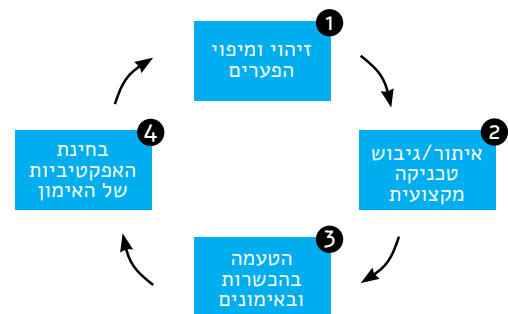 1
זיהוי ומיפוי
הפערים
2
איתור/גיבוש
טכניקה
מקצועית
3
הטעמה
בהכשרות
ובאימונים
4
בחינת
האפקטיביות
של האימון